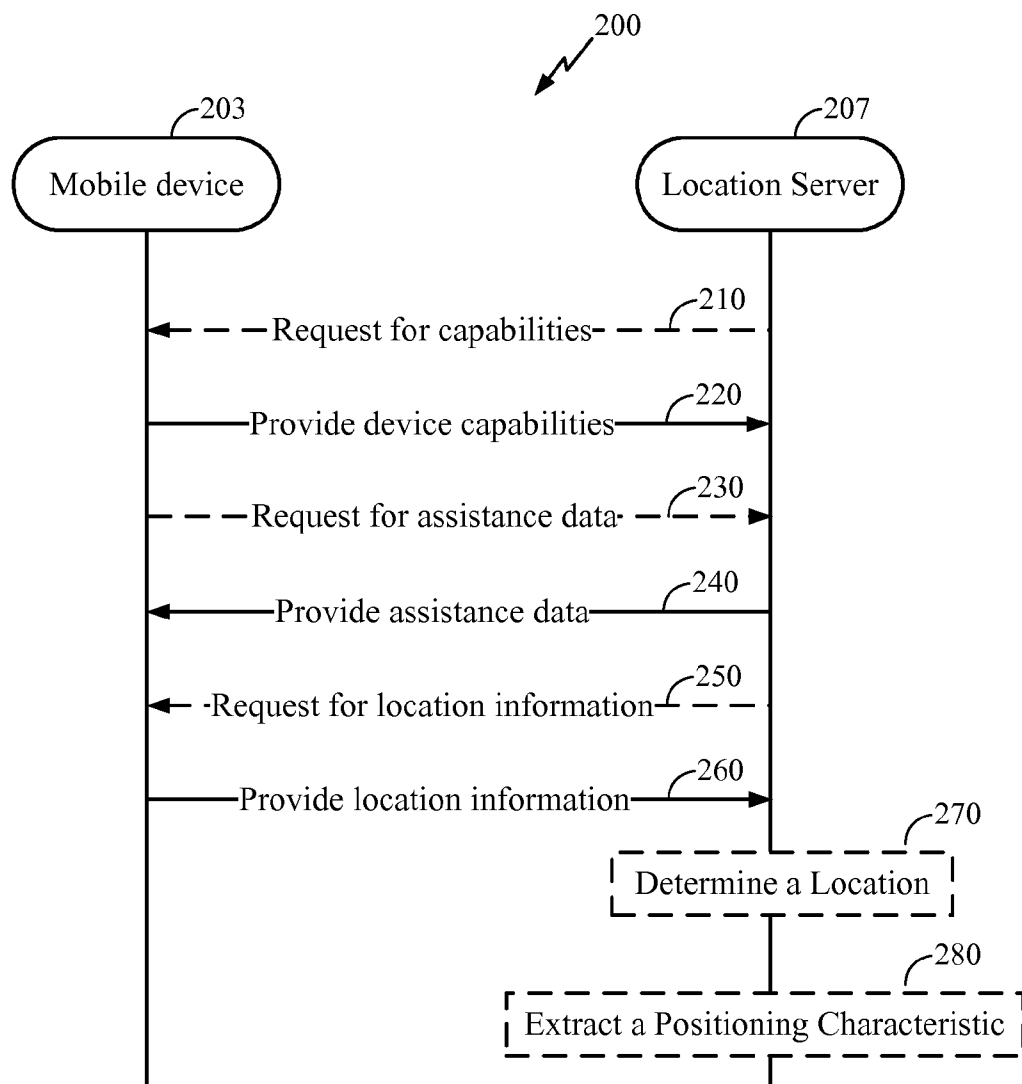 200
203
207
Mobile device
Location Server
210
Request for capabilities
220
Provide device capabilities
230
Request for assistance data
240
Provide assistance data
250
Request for location information
260
Provide location information
270
Determine a Location
280
Extract a Positioning Characteristic